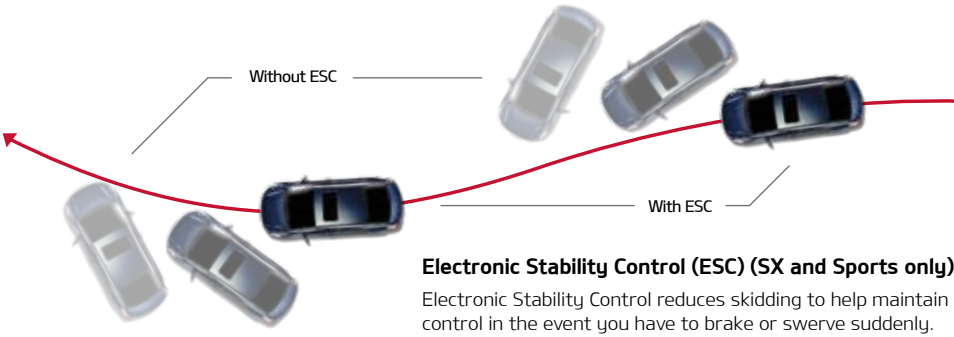 Without ESC
With ESC
Electronic Stability Control (ESC) (SX and Sports only)
Electronic Stability Control reduces skidding to help maintain
control in the event you have to brake or swerve suddenly.